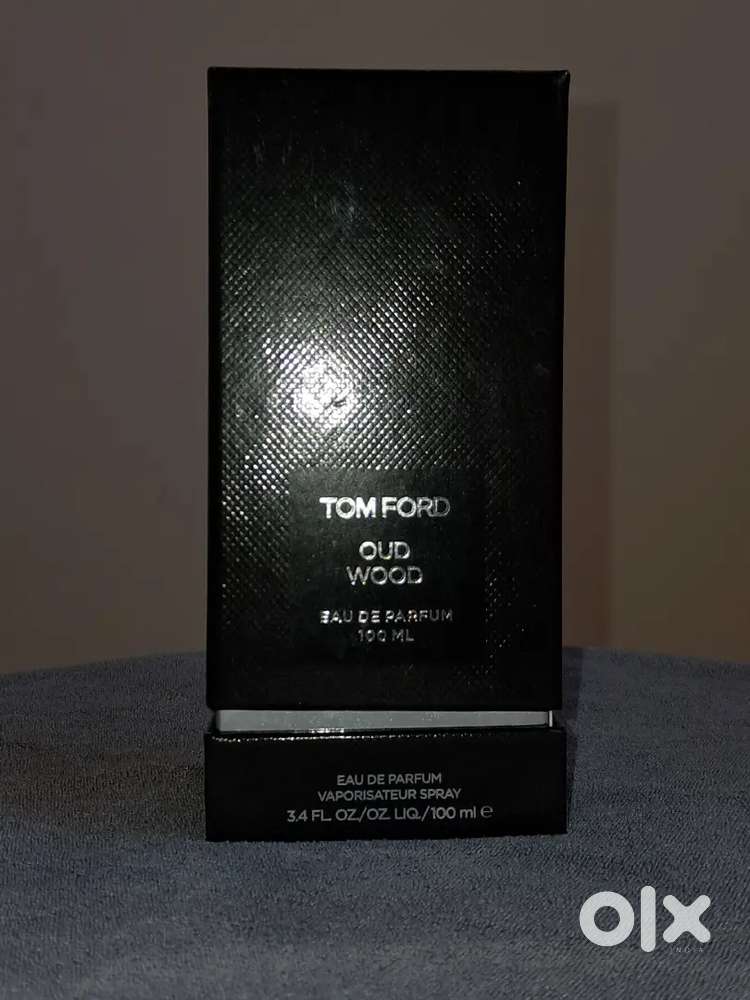 TOM FORD
OUD
WOOD
EAU DE PARFUM
100 ML
EAU DE PARFUM
VAPORISATEUR SPRAY
3.4 FL. OZ./OZ. LIQ./100 ml ℮
olx
INDIA